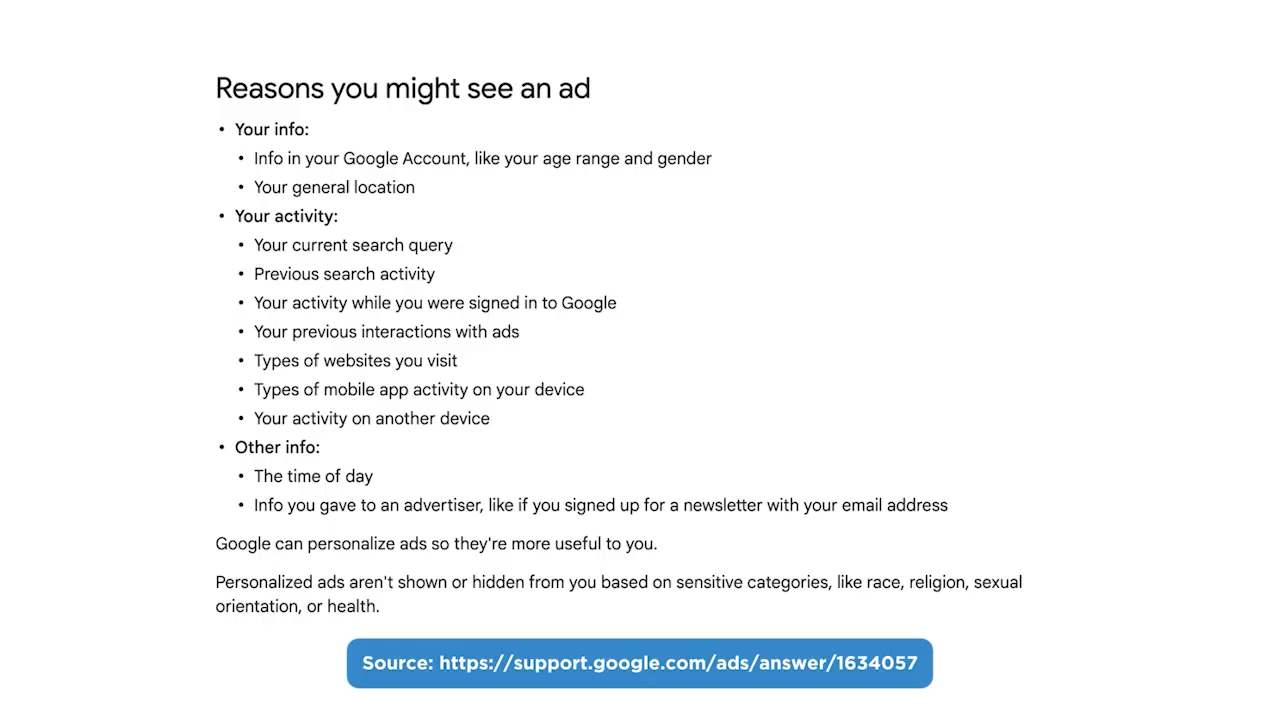 Reasons you might see an ad
• Your info:
• Info in your Google Account, like your age range and gender
• Your general location
• Your activity:
• Your current search query
• Previous search activity
• Your activity while you were signed in to Google
• Your previous interactions with ads
• Types of websites you visit
• Types of mobile app activity on your device
• Your activity on another device
• Other info:
• The time of day
• Info you gave to an advertiser, like if you signed up for a newsletter with your email address
Google can personalize ads so they're more useful to you.
Personalized ads aren't shown or hidden from you based on sensitive categories, like race, religion, sexual
orientation, or health.
Source: https://support.google.com/ads/answer/1634057